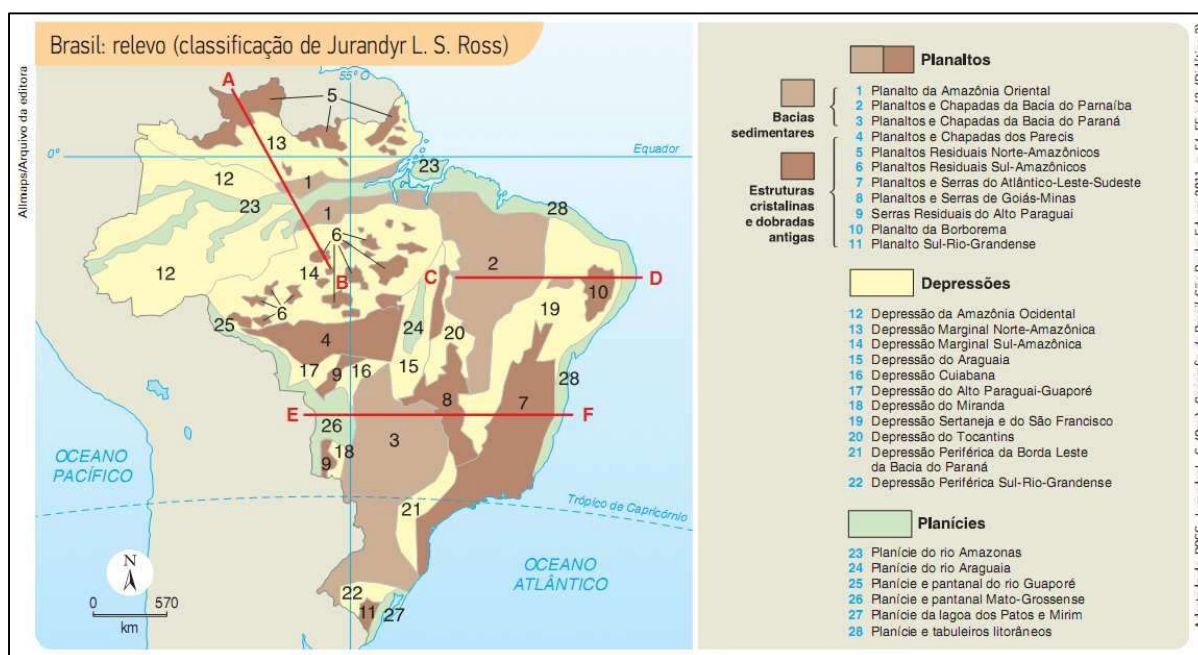 Brasil: relevo (classificação de Jurandyr L. S. Ross)
Allmaps/Arquivo da editora
55º O
A
5
13
0º
Equador
12
1
23
23
1
28
6
12
14
B
C
2
D
10
6
19
25
4
24
20
17
9
16
15
28
8
7
E
F
26
3
18
9
OCEANO
PACÍFICO
21
Trópico de Capricórnio
N
OCEANO
ATLÂNTICO
0 570
km
22
11
27
Planaltos
Bacias
sedimentares
1 Planalto da Amazônia Oriental
2 Planaltos e Chapadas da Bacia do Parnaíba
3 Planaltos e Chapadas da Bacia do Paraná
Estruturas
cristalinas
e dobradas
antigas
4 Planaltos e Chapadas dos Parecis
5 Planaltos Residuais Norte-Amazônicos
6 Planaltos Residuais Sul-Amazônicos
7 Planaltos e Serras do Atlântico-Leste-Sudeste
8 Planaltos e Serras de Goiás-Minas
9 Serras Residuais do Alto Paraguai
10 Planalto da Borborema
11 Planalto Sul-Rio-Grandense
Depressões
12 Depressão da Amazônia Ocidental
13 Depressão Marginal Norte-Amazônica
14 Depressão Marginal Sul-Amazônica
15 Depressão do Araguaia
16 Depressão Cuiabana
17 Depressão do Alto Paraguai-Guaporé
18 Depressão do Miranda
19 Depressão Sertaneja e do São Francisco
20 Depressão do Tocantins
21 Depressão Periférica da Borda Leste
da Bacia do Paraná
22 Depressão Periférica Sul-Rio-Grandense
Planícies
23 Planície do rio Amazonas
24 Planície do rio Araguaia
25 Planície e pantanal do rio Guaporé
26 Planície e pantanal Mato-Grossense
27 Planície da lagoa dos Patos e Mirim
28 Planície e tabuleiros litorâneos